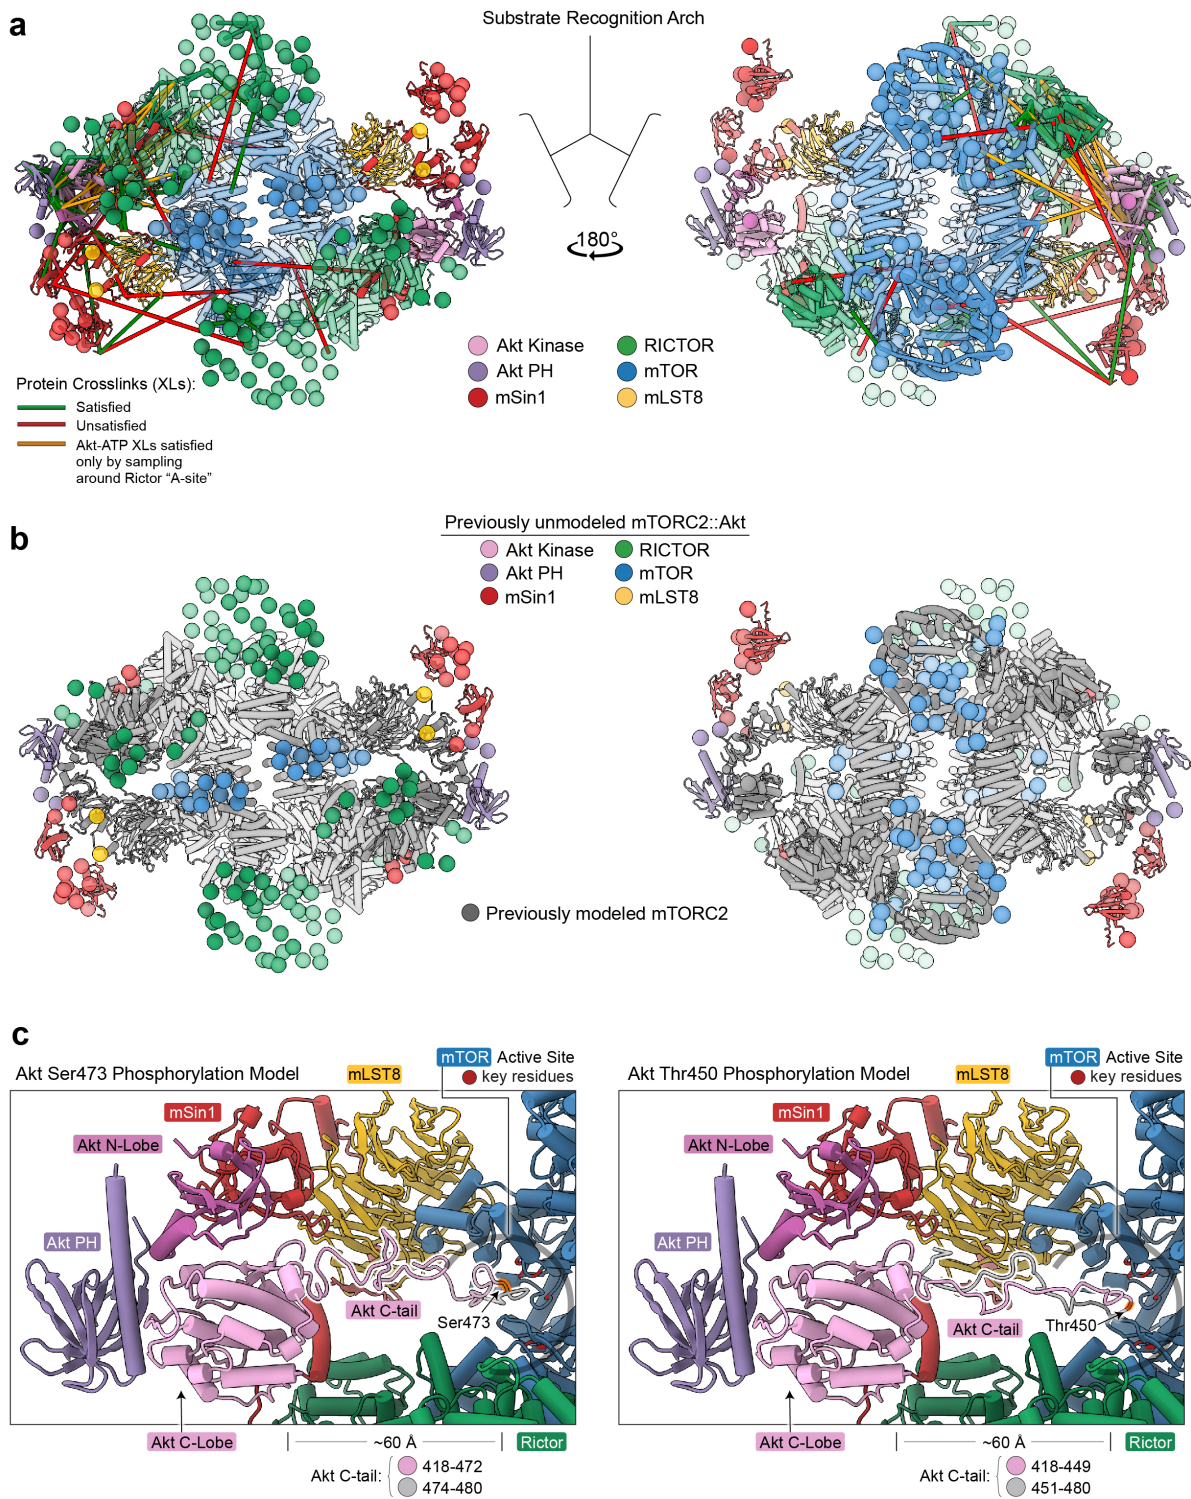 a
Substrate Recognition Arch
180°
Akt Kinase
RICTOR
Akt PH
mTOR
mSin1
mLST8
Protein Crosslinks (XLs):
Satisfied
Unsatisfied
Akt-ATP XLs satisfied
only by sampling
around Rictor “A-site”
b
Previously unmodeled mTORC2::Akt
Akt Kinase
RICTOR
Akt PH
mTOR
mSin1
mLST8
Previously modeled mTORC2
c
Akt Ser473 Phosphorylation Model
mLST8
mTOR Active Site
key residues
mSin1
Akt N-Lobe
Akt PH
Akt C-tail
Ser473
Akt C-Lobe
~60 Å
Rictor
Akt C-tail:
418-472
474-480
Akt Thr450 Phosphorylation Model
mLST8
mTOR Active Site
key residues
mSin1
Akt N-Lobe
Akt PH
Akt C-tail
Thr450
Akt C-Lobe
~60 Å
Rictor
Akt C-tail:
418-449
451-480